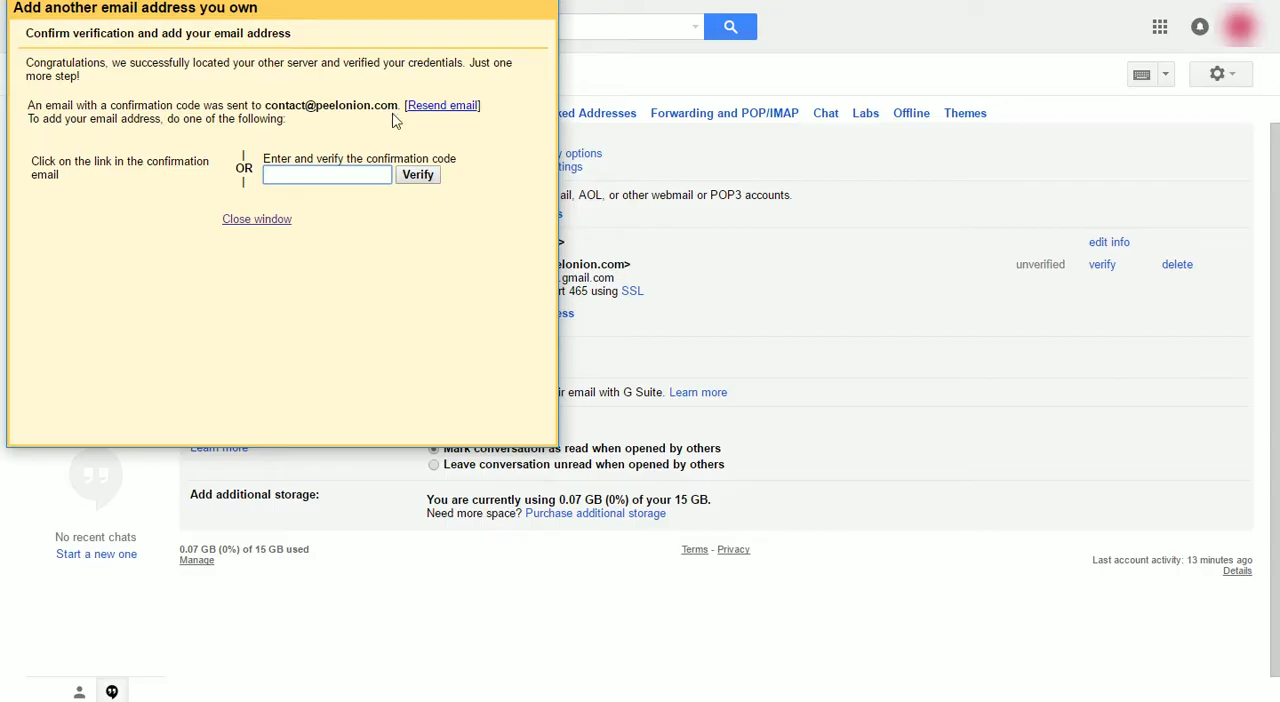 Add another email address you own
Confirm verification and add your email address
Congratulations, we successfully located your other server and verified your credentials. Just one
more step!
An email with a confirmation code was sent to contact@peelonion.com. [Resend email]
To add your email address, do one of the following:
Click on the link in the confirmation
email
|
OR
|
Enter and verify the confirmation code
Verify
Close window
ked Addresses Forwarding and POP/IMAP Chat Labs Offline Themes
y options
tings
ail, AOL, or other webmail or POP3 accounts.
s
> edit info
elonion.com> unverified verify delete
.gmail.com
rt 465 using SSL
ess
ir email with G Suite. Learn more
Learn more
Mark conversation as read when opened by others
Leave conversation unread when opened by others
Add additional storage: You are currently using 0.07 GB (0%) of your 15 GB.
Need more space? Purchase additional storage
No recent chats
Start a new one
0.07 GB (0%) of 15 GB used
Manage
Terms - Privacy
Last account activity: 13 minutes ago
Details